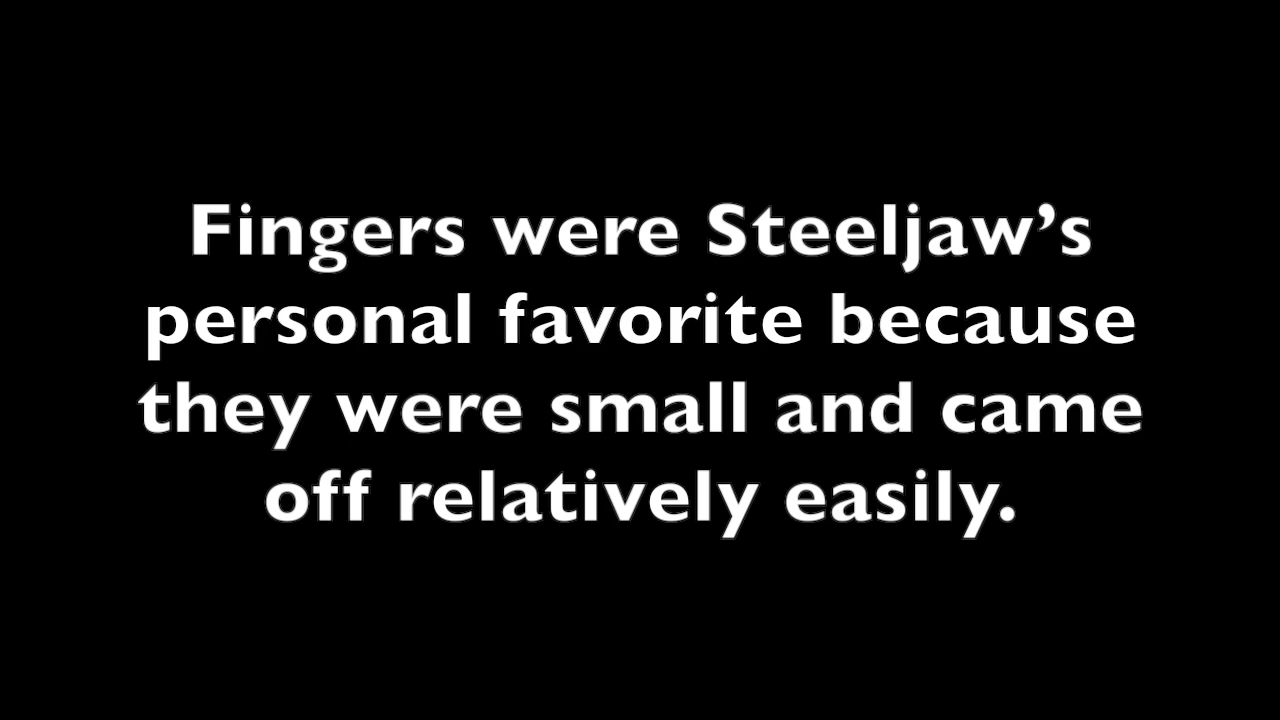 Fingers were Steeljaw’s
personal favorite because
they were small and came
off relatively easily.